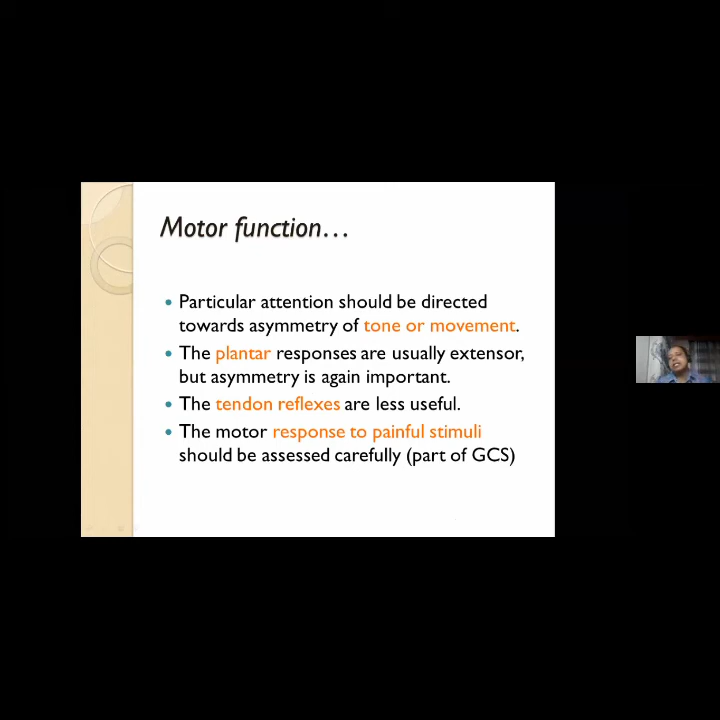 Motor function…
• Particular attention should be directed
towards asymmetry of tone or movement.
• The plantar responses are usually extensor,
but asymmetry is again important.
• The tendon reflexes are less useful.
• The motor response to painful stimuli
should be assessed carefully (part of GCS)